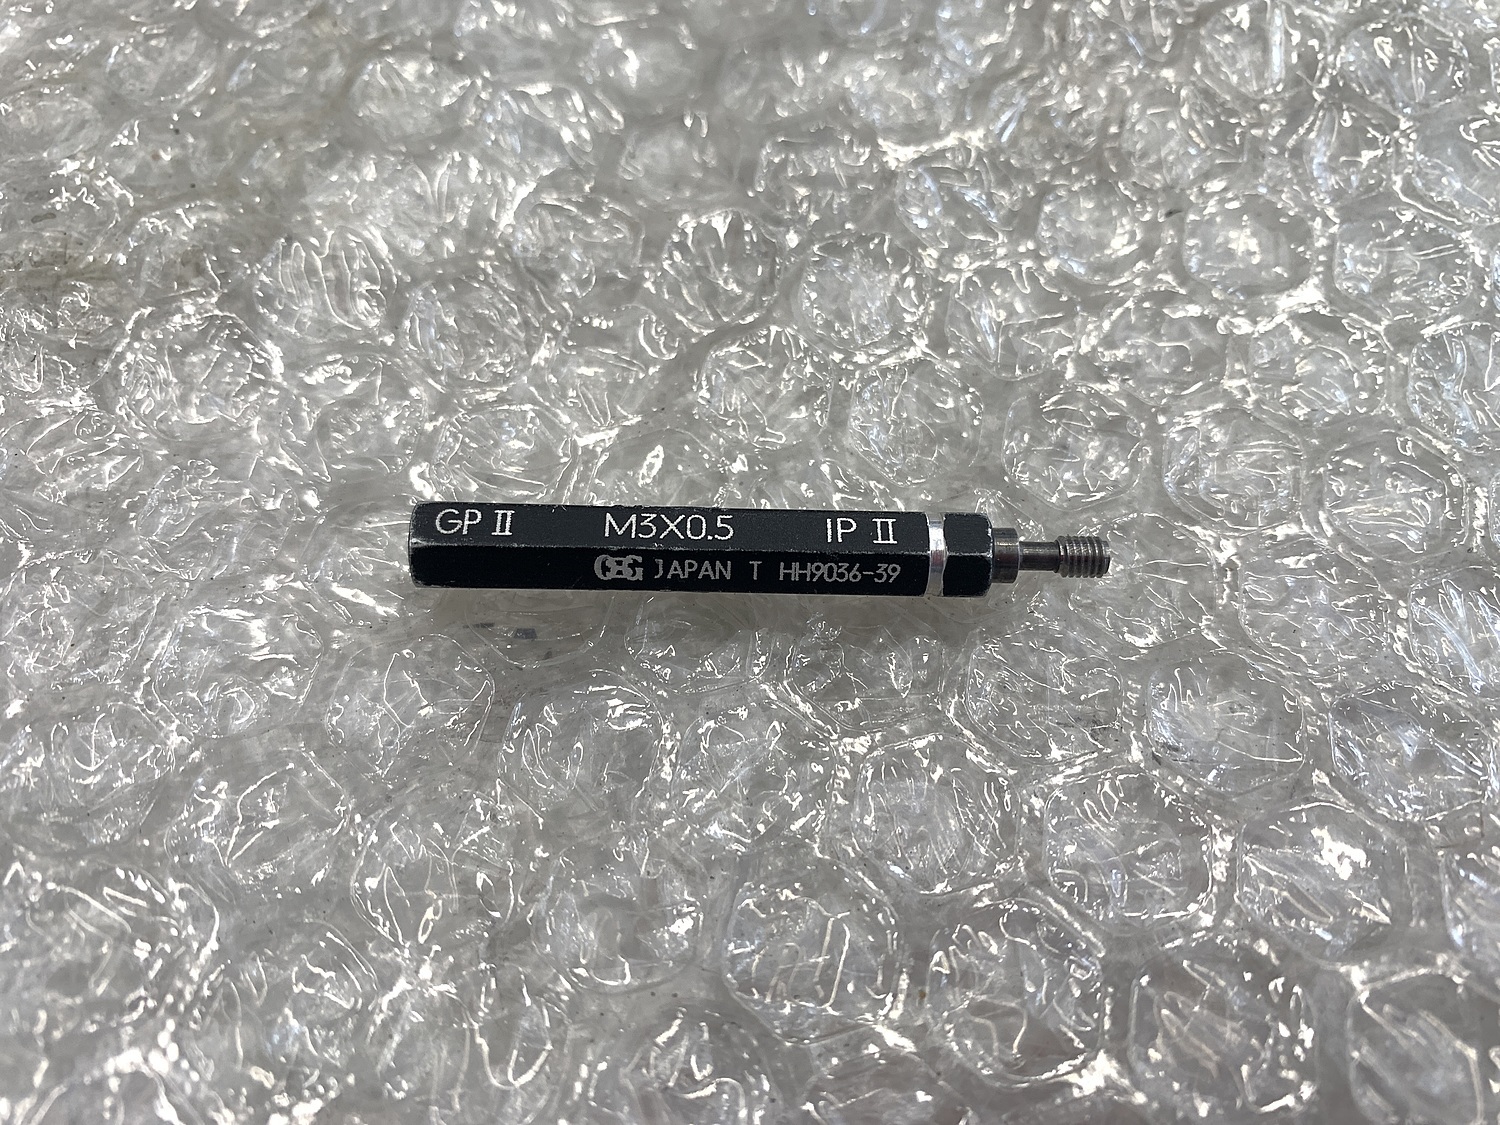 GP II M3X0.5 IP II
OSG JAPAN T HH9036-39